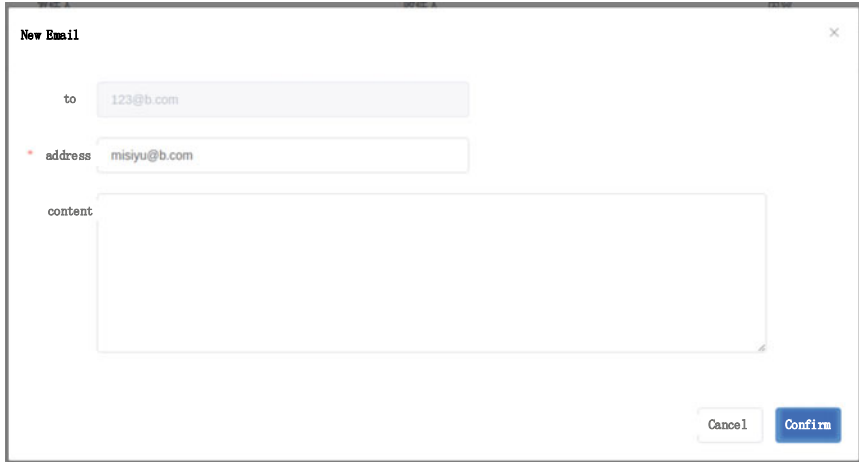 New Email
to 123@b.com
* address misiyu@b.com
content
Cancel Confirm